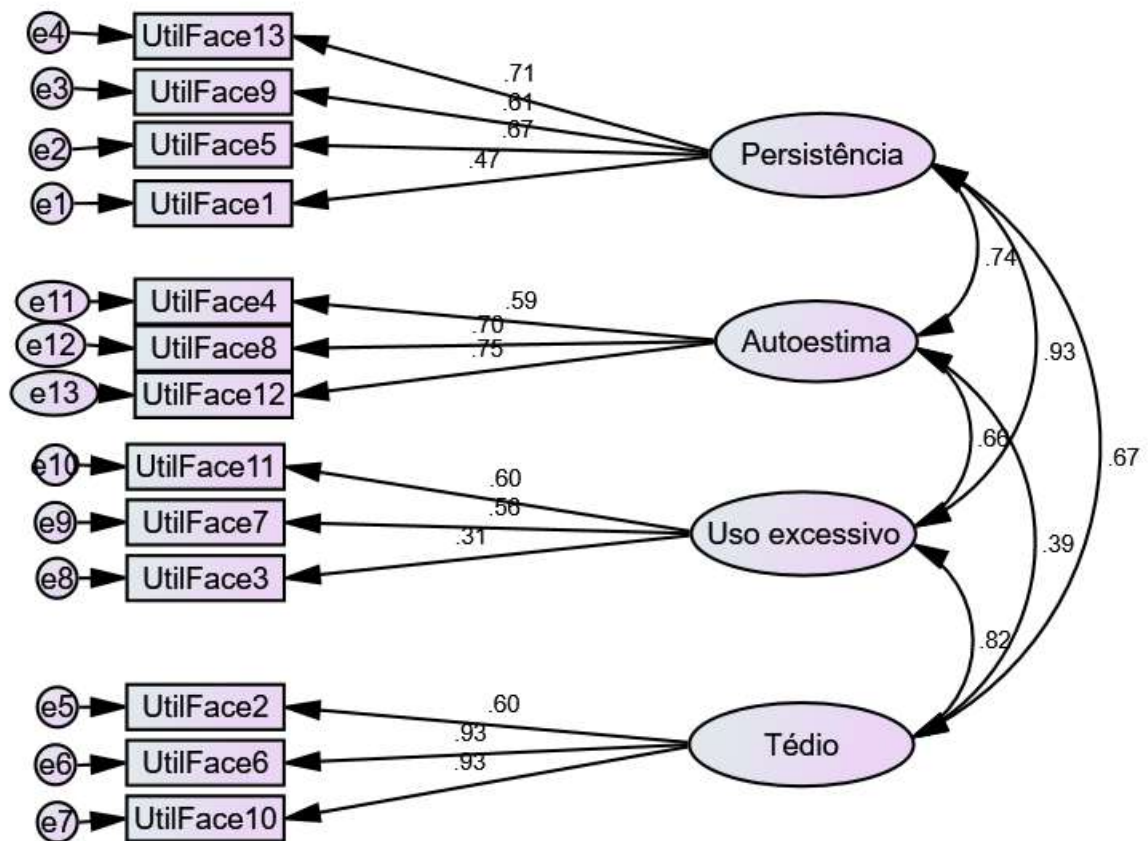 e4 UtilFace13
e3 UtilFace9
e2 UtilFace5
e1 UtilFace1
.71
.61
.67
.47
Persistência
.74
.93
.67
e11 UtilFace4
e12 UtilFace8
e13 UtilFace12
.59
.70
.75
Autoestima
.66
.39
e10 UtilFace11
e9 UtilFace7
e8 UtilFace3
.60
.56
.31
Uso excessivo
.82
e5 UtilFace2
e6 UtilFace6
e7 UtilFace10
.60
.93
.93
Tédio